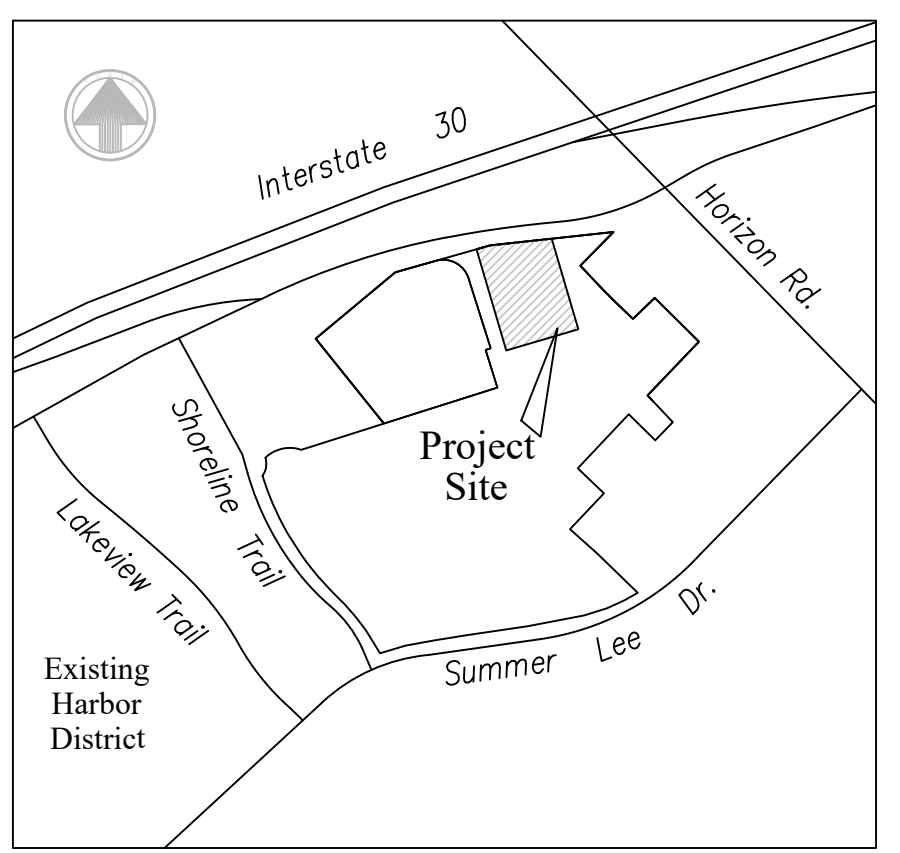 Interstate 30
Horizon Rd.
Shoreline Trail
Project
Site
Lakeview Trail
Summer Lee Dr.
Existing
Harbor
District